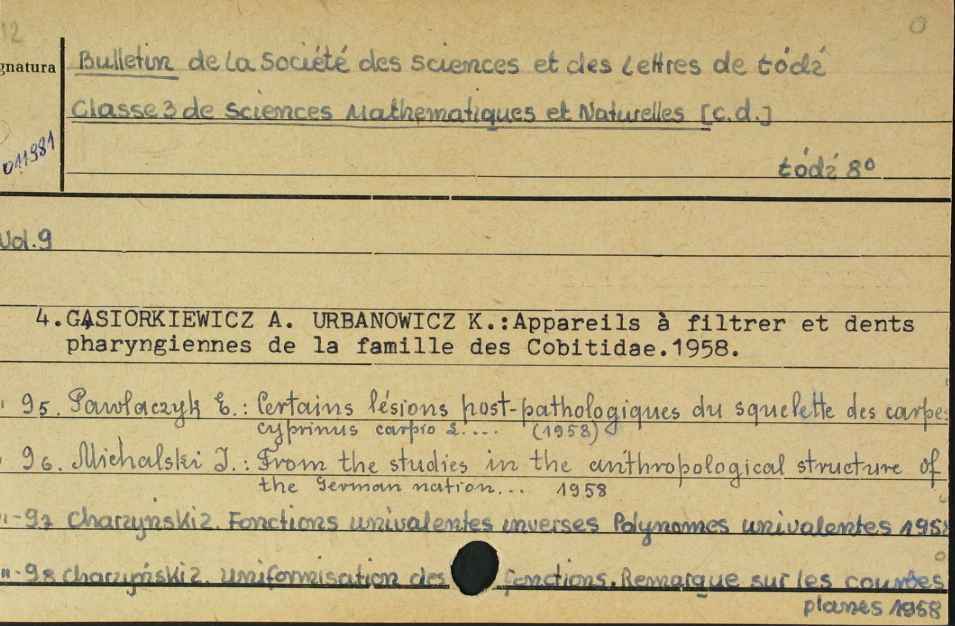 12
gnatura
Bulletin de la Société des sciences et des Lettres de Łódź
Classe 3 de sciences Mathematiques et Naturelles [c.d.]
011981
Łódź 8°
Vol. 9
4. GĄSIORKIEWICZ A. URBANOWICZ K.: Appareils à filtrer et dents
pharyngiennes de la famille des Cobitidae. 1958.
95. Pawlaczyk E.: Certains lésions post-pathologiques du squelette des carpe:
cyprinus carpio L.... (1958)
96. Michalski I.: From the studies in the anthropological structure of
the German nation... 1958
"-97 Charzynski Z. Fonctions univalentes inverses Polynomes univalentes 1958
"-98 Charzyński Z. Uniformisation des fonctions. Remarque sur les courbes
planes 1958